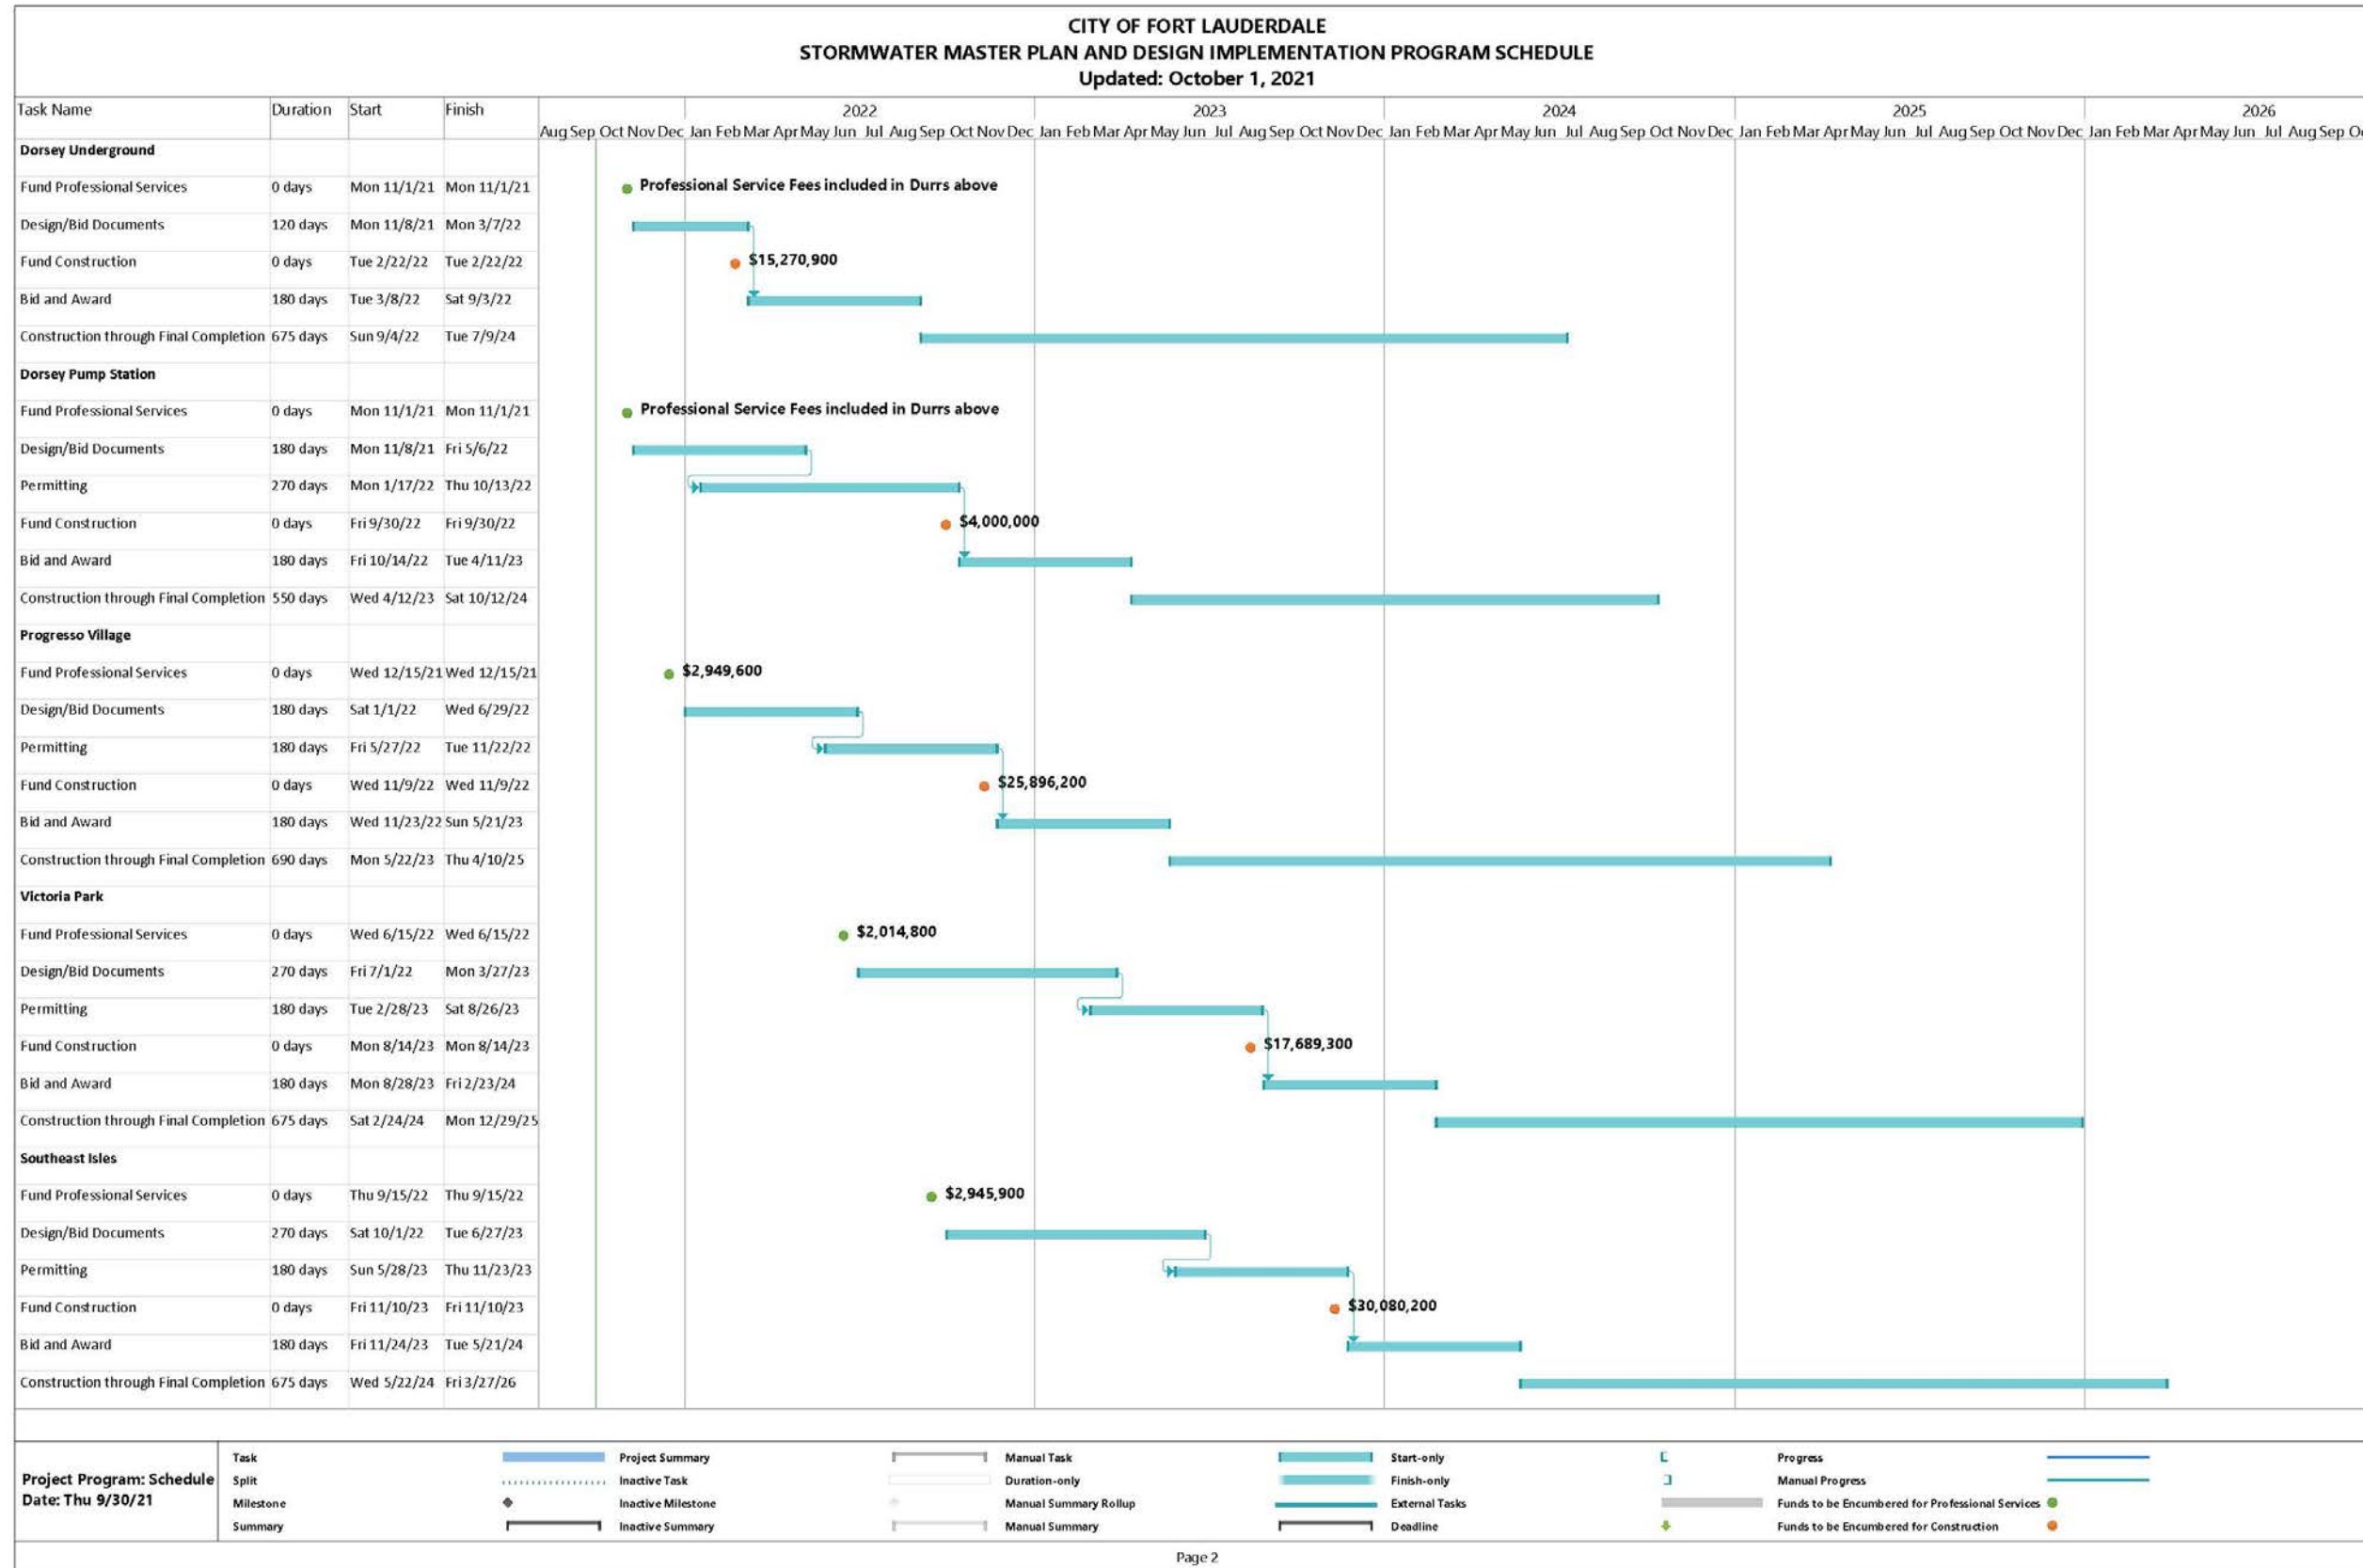 CITY OF FORT LAUDERDALE
STORMWATER MASTER PLAN AND DESIGN IMPLEMENTATION PROGRAM SCHEDULE
Updated: October 1, 2021
Task Name Duration Start Finish 2022 2023 2024 2025 2026
Aug Sep Oct Nov Dec Jan Feb Mar Apr May Jun Jul Aug Sep Oct Nov Dec Jan Feb Mar Apr May Jun Jul Aug Sep Oct Nov Dec Jan Feb Mar Apr May Jun Jul Aug Sep Oct Nov Dec Jan Feb Mar Apr May Jun Jul Aug Sep Oct Nov Dec Jan Feb Mar Apr May Jun Jul Aug Sep
Dorsey Underground
Fund Professional Services 0 days Mon 11/1/21 Mon 11/1/21 Professional Service Fees included in Durrs above
Design/Bid Documents 120 days Mon 11/8/21 Mon 3/7/22
Fund Construction 0 days Tue 2/22/22 Tue 2/22/22 $15,270,900
Bid and Award 180 days Tue 3/8/22 Sat 9/3/22
Construction through Final Completion 675 days Sun 9/4/22 Tue 7/9/24
Dorsey Pump Station
Fund Professional Services 0 days Mon 11/1/21 Mon 11/1/21 Professional Service Fees included in Durrs above
Design/Bid Documents 180 days Mon 11/8/21 Fri 5/6/22
Permitting 270 days Mon 1/17/22 Thu 10/13/22
Fund Construction 0 days Fri 9/30/22 Fri 9/30/22 $4,000,000
Bid and Award 180 days Fri 10/14/22 Tue 4/11/23
Construction through Final Completion 550 days Wed 4/12/23 Sat 10/12/24
Progresso Village
Fund Professional Services 0 days Wed 12/15/21 Wed 12/15/21 $2,949,600
Design/Bid Documents 180 days Sat 1/1/22 Wed 6/29/22
Permitting 180 days Fri 5/27/22 Tue 11/22/22
Fund Construction 0 days Wed 11/9/22 Wed 11/9/22 $25,896,200
Bid and Award 180 days Wed 11/23/22 Sun 5/21/23
Construction through Final Completion 690 days Mon 5/22/23 Thu 4/10/25
Victoria Park
Fund Professional Services 0 days Wed 6/15/22 Wed 6/15/22 $2,014,800
Design/Bid Documents 270 days Fri 7/1/22 Mon 3/27/23
Permitting 180 days Tue 2/28/23 Sat 8/26/23
Fund Construction 0 days Mon 8/14/23 Mon 8/14/23 $17,689,300
Bid and Award 180 days Mon 8/28/23 Fri 2/23/24
Construction through Final Completion 675 days Sat 2/24/24 Mon 12/29/25
Southeast Isles
Fund Professional Services 0 days Thu 9/15/22 Thu 9/15/22 $2,945,900
Design/Bid Documents 270 days Sat 10/1/22 Tue 6/27/23
Permitting 180 days Sun 5/28/23 Thu 11/23/23
Fund Construction 0 days Fri 11/10/23 Fri 11/10/23 $30,080,200
Bid and Award 180 days Fri 11/24/23 Tue 5/21/24
Construction through Final Completion 675 days Wed 5/22/24 Fri 3/27/26
Project Program: Schedule
Date: Thu 9/30/21
Task Project Summary Manual Task Start-only Progress
Split Inactive Task Duration-only Finish-only Manual Progress
Milestone Inactive Milestone Manual Summary Rollup External Tasks Funds to be Encumbered for Professional Services
Summary Inactive Summary Manual Summary Deadline Funds to be Encumbered for Construction
Page 2